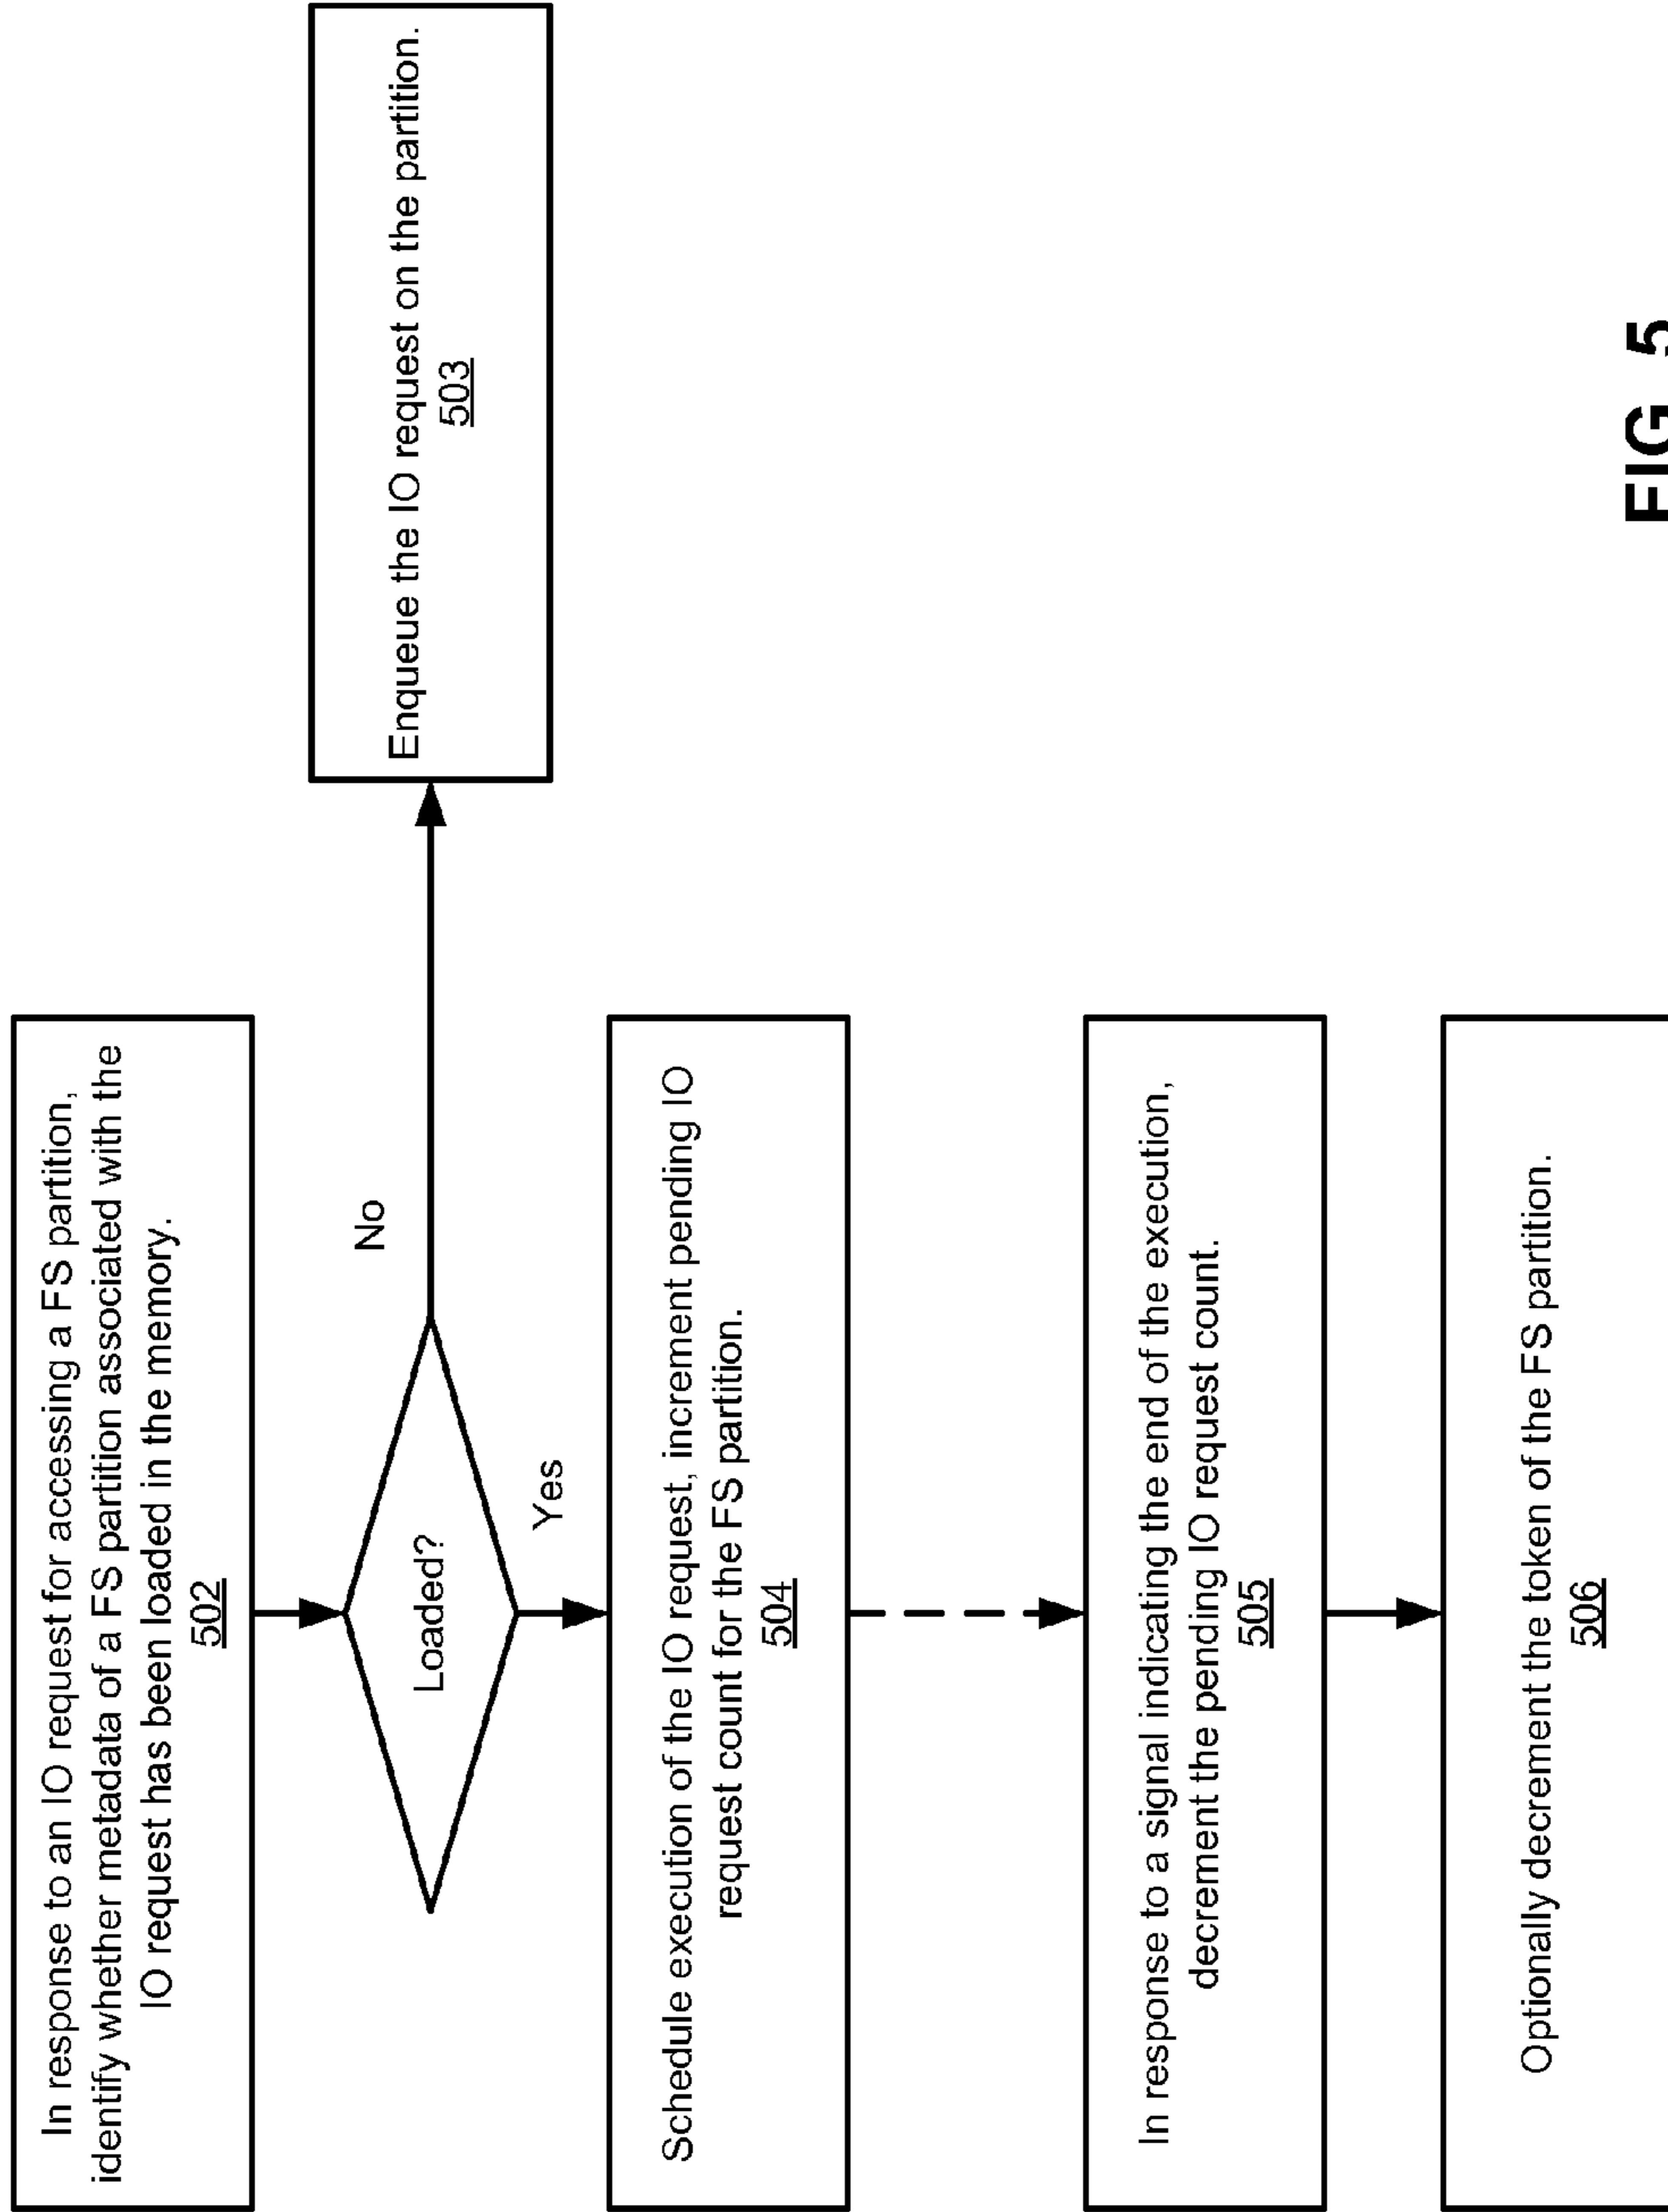 In response to an IO request for accessing a FS partition,
identify whether metadata of a FS partition associated with the
IO request has been loaded in the memory.
502
Loaded?
No
Enqueue the IO request on the partition.
503
Yes
Schedule execution of the IO request, increment pending IO
request count for the FS partition.
504
In response to a signal indicating the end of the execution,
decrement the pending IO request count.
505
Optionally decrement the token of the FS partition.
506
FIG. 5